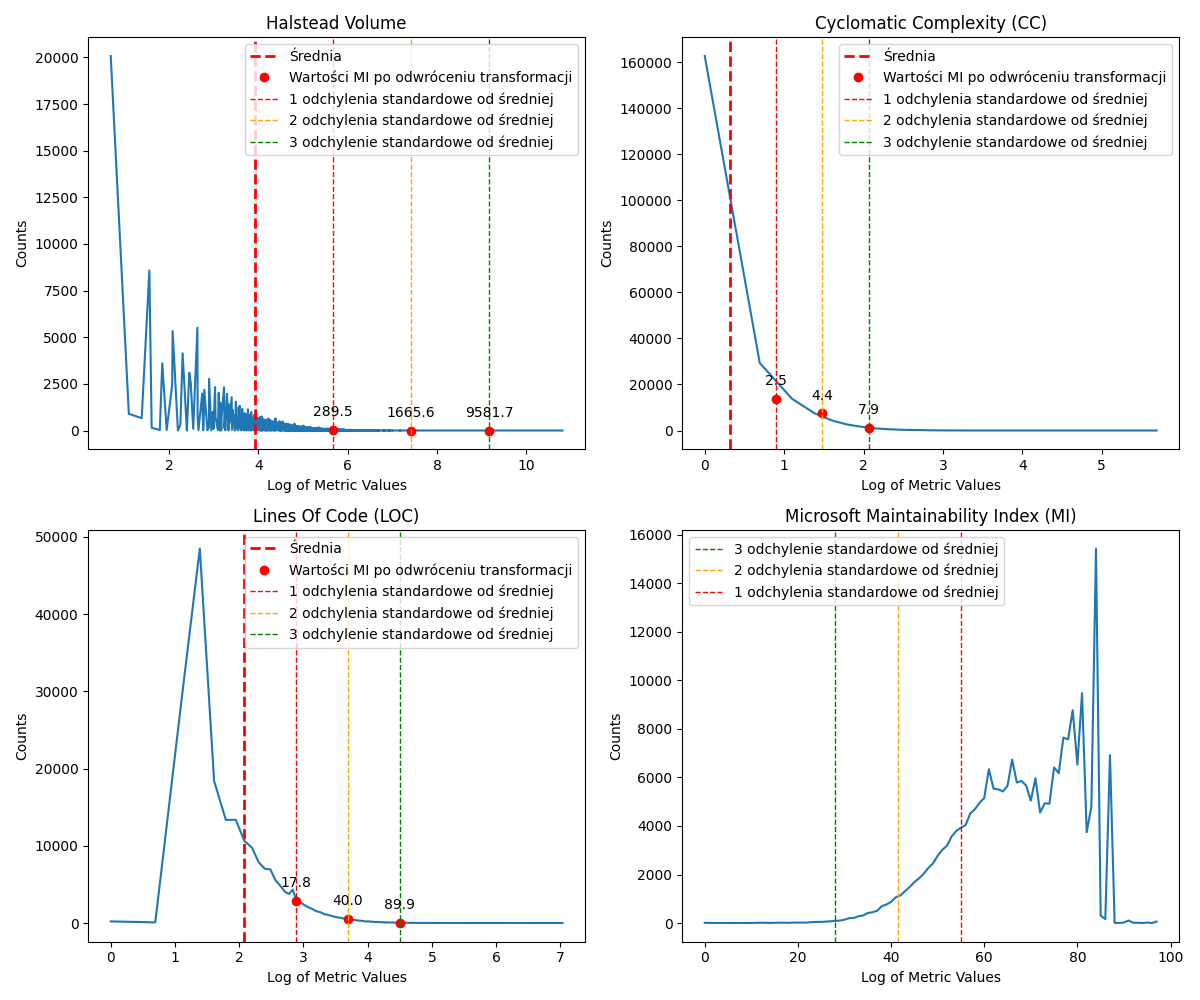 Halstead Volume
Średnia
Wartości MI po odwróceniu transformacji
1 odchylenia standardowe od średniej
2 odchylenia standardowe od średniej
3 odchylenie standardowe od średniej
20000
17500
15000
12500
10000
7500
5000
2500
0
Counts
289.5
1665.6
9581.7
2
4
6
8
10
Log of Metric Values
Cyclomatic Complexity (CC)
Średnia
Wartości MI po odwróceniu transformacji
1 odchylenia standardowe od średniej
2 odchylenia standardowe od średniej
3 odchylenie standardowe od średniej
160000
140000
120000
100000
80000
60000
40000
20000
0
Counts
2.5
4.4
7.9
0
1
2
3
4
5
Log of Metric Values
Lines Of Code (LOC)
Średnia
Wartości MI po odwróceniu transformacji
1 odchylenia standardowe od średniej
2 odchylenia standardowe od średniej
3 odchylenie standardowe od średniej
50000
40000
30000
20000
10000
0
Counts
17.8
40.0
89.9
0
1
2
3
4
5
6
7
Log of Metric Values
Microsoft Maintainability Index (MI)
3 odchylenie standardowe od średniej
2 odchylenia standardowe od średniej
1 odchylenia standardowe od średniej
16000
14000
12000
10000
8000
6000
4000
2000
0
Counts
0
20
40
60
80
100
Log of Metric Values